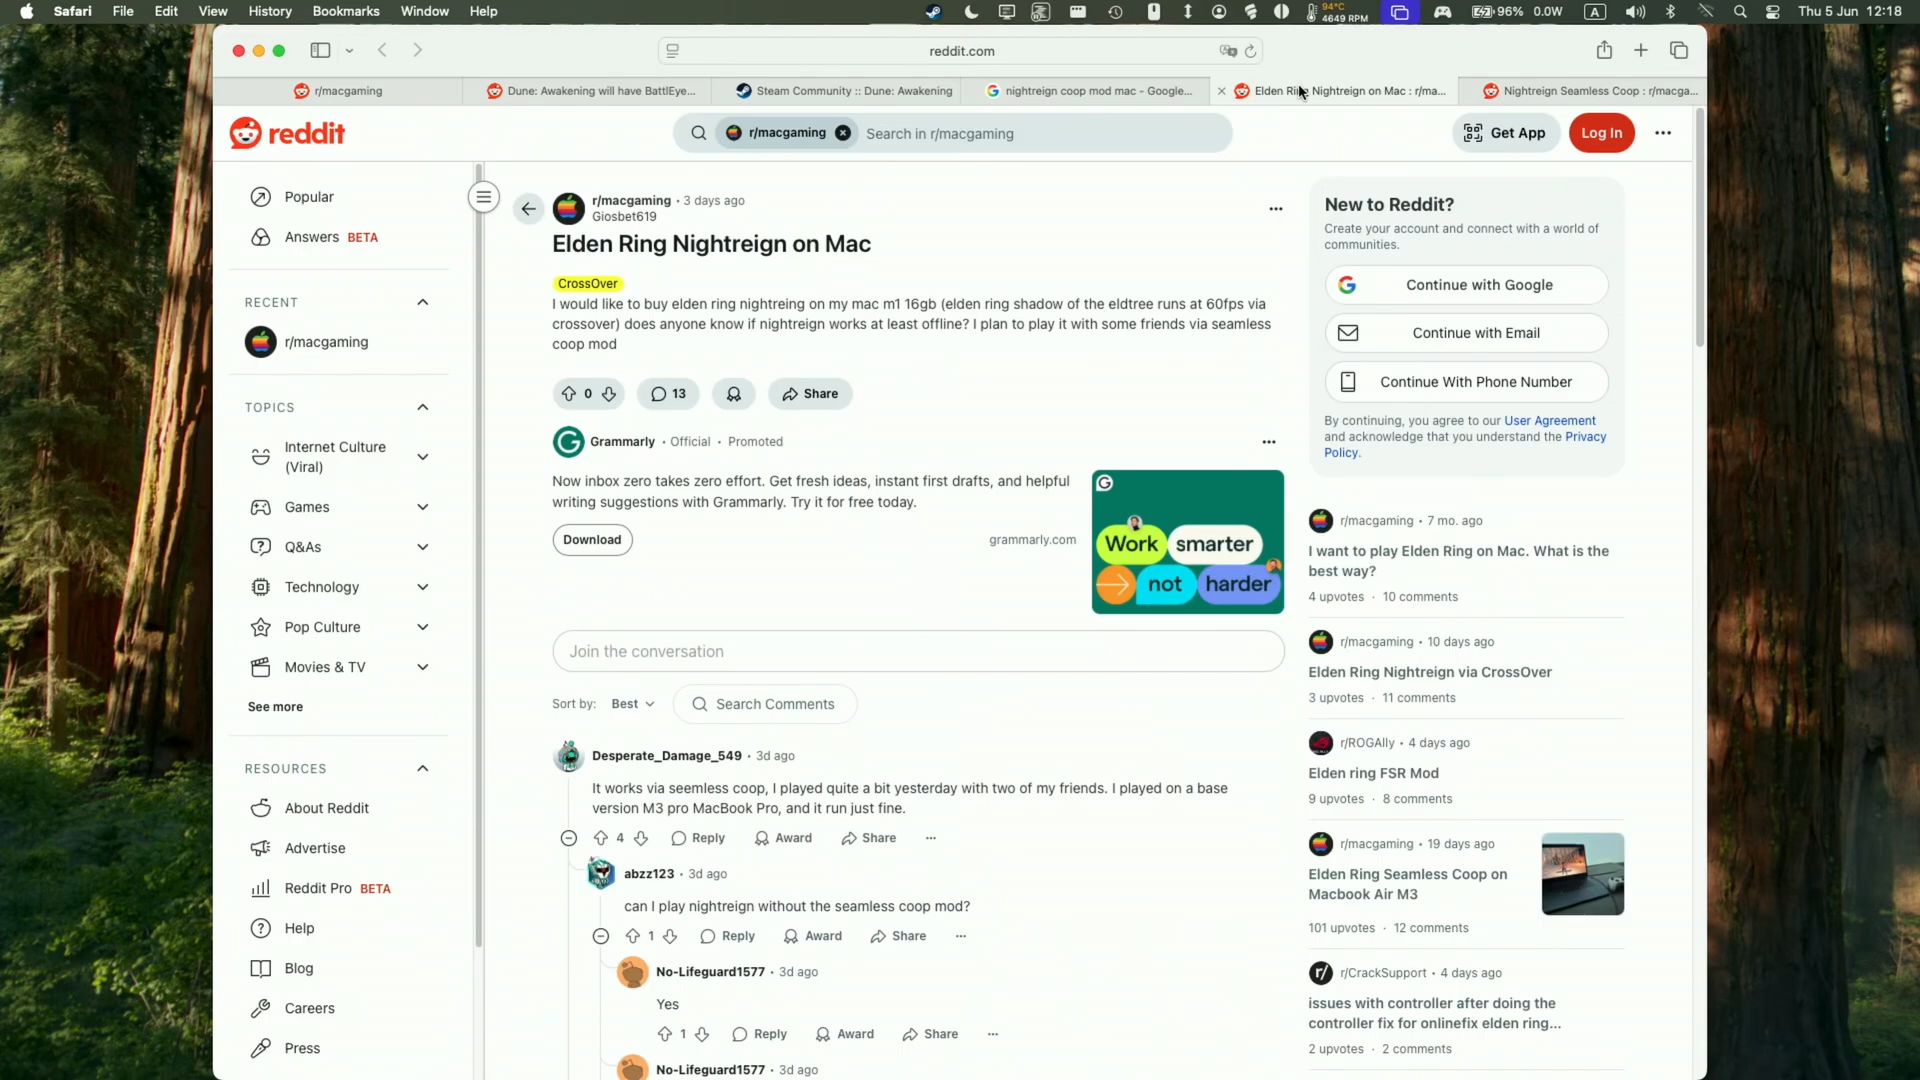 Safari File Edit View History Bookmarks Window Help
94°C
4649 RPM
96% 0.0W
A
Thu 5 Jun 12:18
reddit.com
r/macgaming
Dune: Awakening will have BattlEye...
Steam Community :: Dune: Awakening
nightreign coop mod mac - Google...
Elden Ring Nightreign on Mac : r/ma...
Nightreign Seamless Coop : r/macga...
reddit
r/macgaming
Search in r/macgaming
Get App
Log In
Popular
Answers BETA
RECENT
r/macgaming
TOPICS
Internet Culture
(Viral)
Games
Q&As
Technology
Pop Culture
Movies & TV
See more
RESOURCES
About Reddit
Advertise
Reddit Pro BETA
Help
Blog
Careers
Press
r/macgaming • 3 days ago
Giosbet619
Elden Ring Nightreign on Mac
CrossOver
I would like to buy elden ring nightreing on my mac m1 16gb (elden ring shadow of the eldtree runs at 60fps via
crossover) does anyone know if nightreign works at least offline? I plan to play it with some friends via seamless
coop mod
0
13
Share
Grammarly • Official • Promoted
Now inbox zero takes zero effort. Get fresh ideas, instant first drafts, and helpful
writing suggestions with Grammarly. Try it for free today.
Download
grammarly.com
G
Work smarter
not harder
Join the conversation
Sort by: Best
Search Comments
Desperate_Damage_549 • 3d ago
It works via seemless coop, I played quite a bit yesterday with two of my friends. I played on a base
version M3 pro MacBook Pro, and it run just fine.
4 Reply Award Share
abzz123 • 3d ago
can I play nightreign without the seamless coop mod?
1 Reply Award Share
No-Lifeguard1577 • 3d ago
Yes
1 Reply Award Share
No-Lifeguard1577 • 3d ago
New to Reddit?
Create your account and connect with a world of
communities.
Continue with Google
Continue with Email
Continue With Phone Number
By continuing, you agree to our User Agreement
and acknowledge that you understand the Privacy
Policy.
r/macgaming • 7 mo. ago
I want to play Elden Ring on Mac. What is the
best way?
4 upvotes · 10 comments
r/macgaming • 10 days ago
Elden Ring Nightreign via CrossOver
3 upvotes · 11 comments
r/ROGAlly • 4 days ago
Elden ring FSR Mod
9 upvotes · 8 comments
r/macgaming • 19 days ago
Elden Ring Seamless Coop on
Macbook Air M3
101 upvotes · 12 comments
r/CrackSupport • 4 days ago
issues with controller after doing the
controller fix for onlinefix elden ring...
2 upvotes · 2 comments